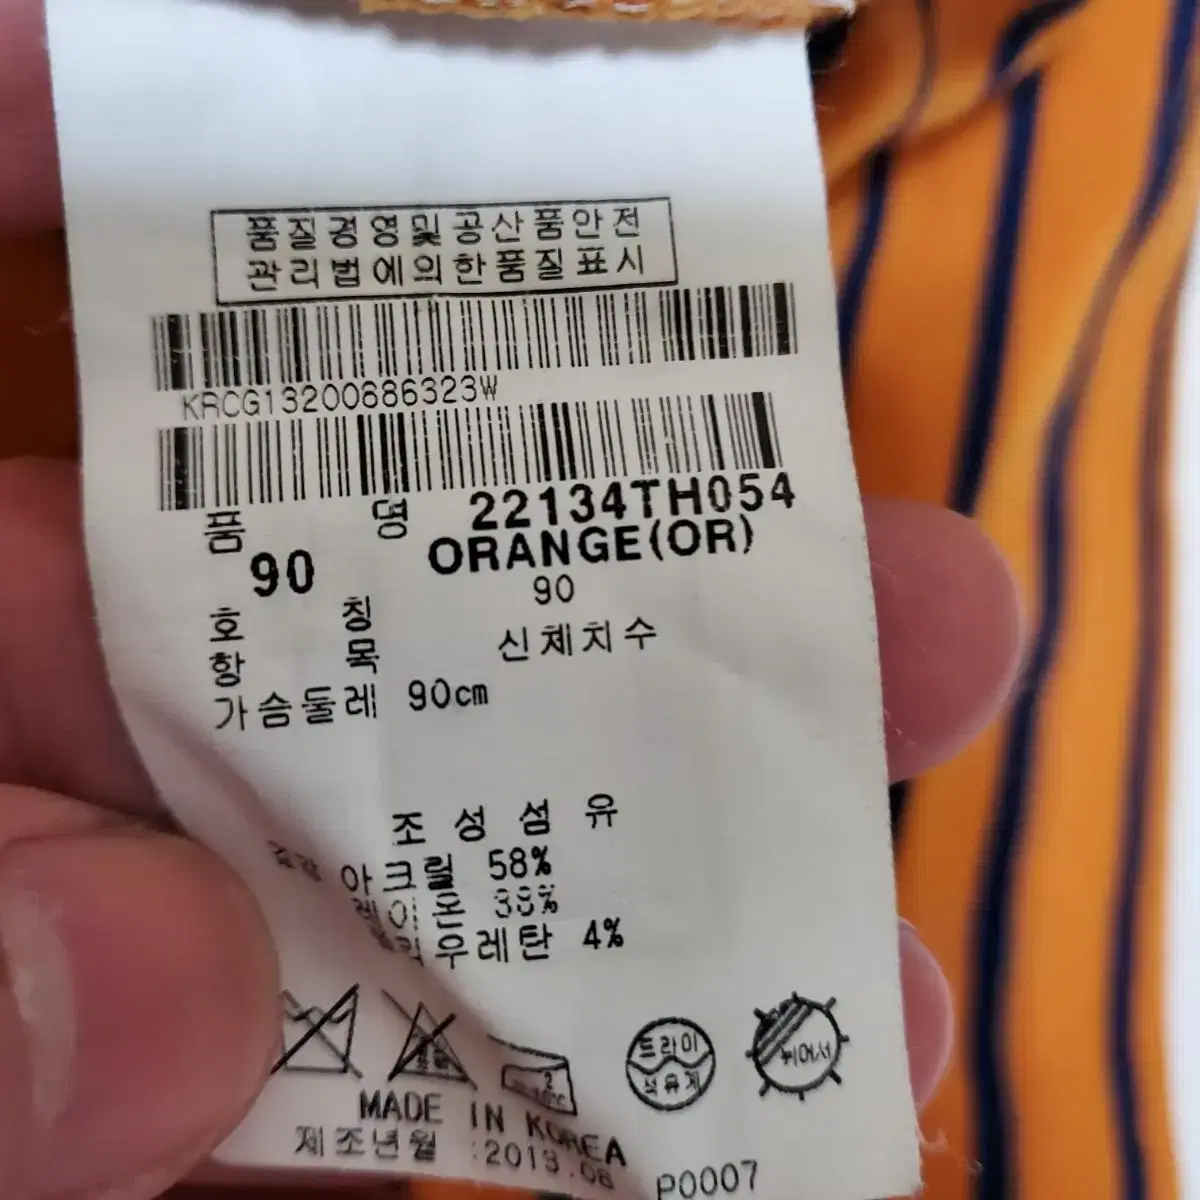 품질경영및공산품안전
관리법에의한품질표시
KRCG13200686323W
품 명 22134TH054
90 ORANGE(OR)
호 칭 90
항 목 신체치수
가슴둘레 90cm
조성섬유
겉감 아크릴 58%
레이온 38%
폴리우레탄 4%
드라이
석유계
뉘어서
MADE IN KOREA
제조년월 :2013.08
P0007